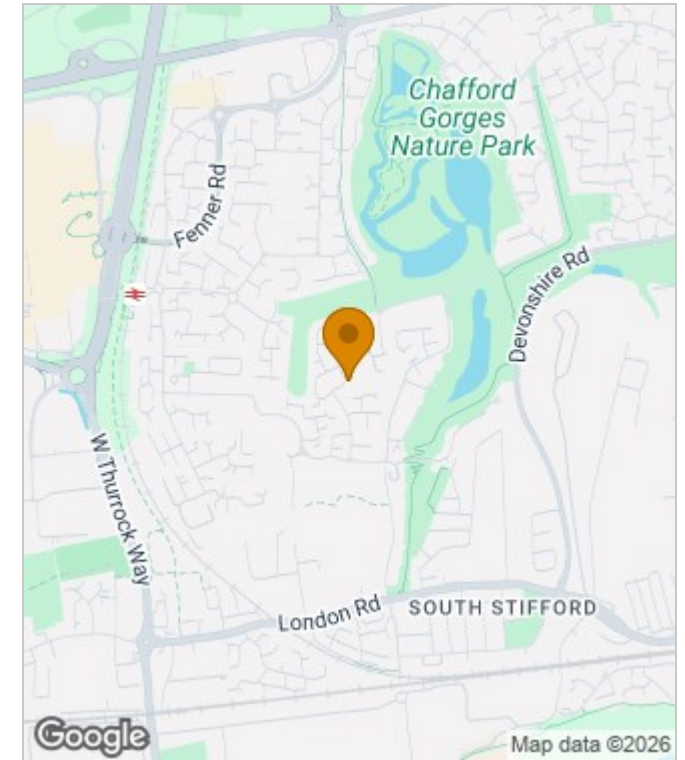 Chafford
Gorges
Nature Park
Fenner Rd
Devonshire Rd
W Thurrock Way
London Rd
SOUTH STIFFORD
Google
Map data ©2026